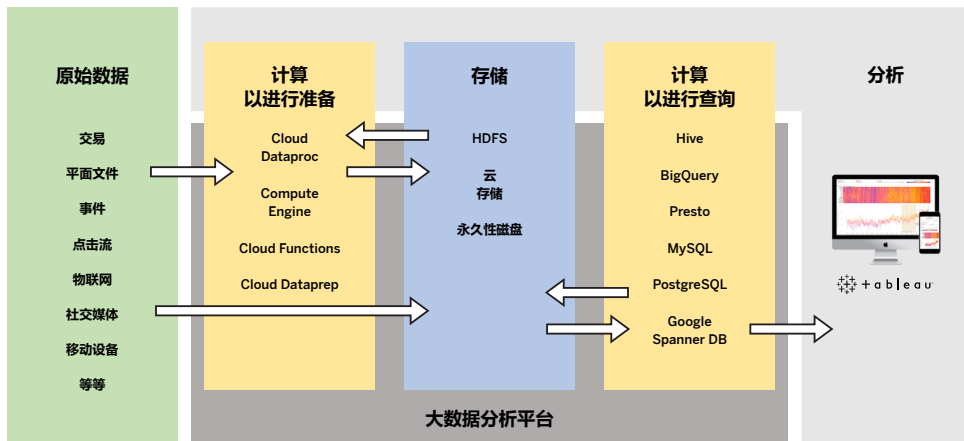 原始数据
交易
平面文件
事件
点击流
物联网
社交媒体
移动设备
等等
计算
以进行准备
Cloud
Dataproc
Compute
Engine
Cloud Functions
Cloud Dataprep
存储
HDFS
云
存储
永久性磁盘
计算
以进行查询
Hive
BigQuery
Presto
MySQL
PostgreSQL
Google
Spanner DB
分析
+ a b l e a u
大数据分析平台